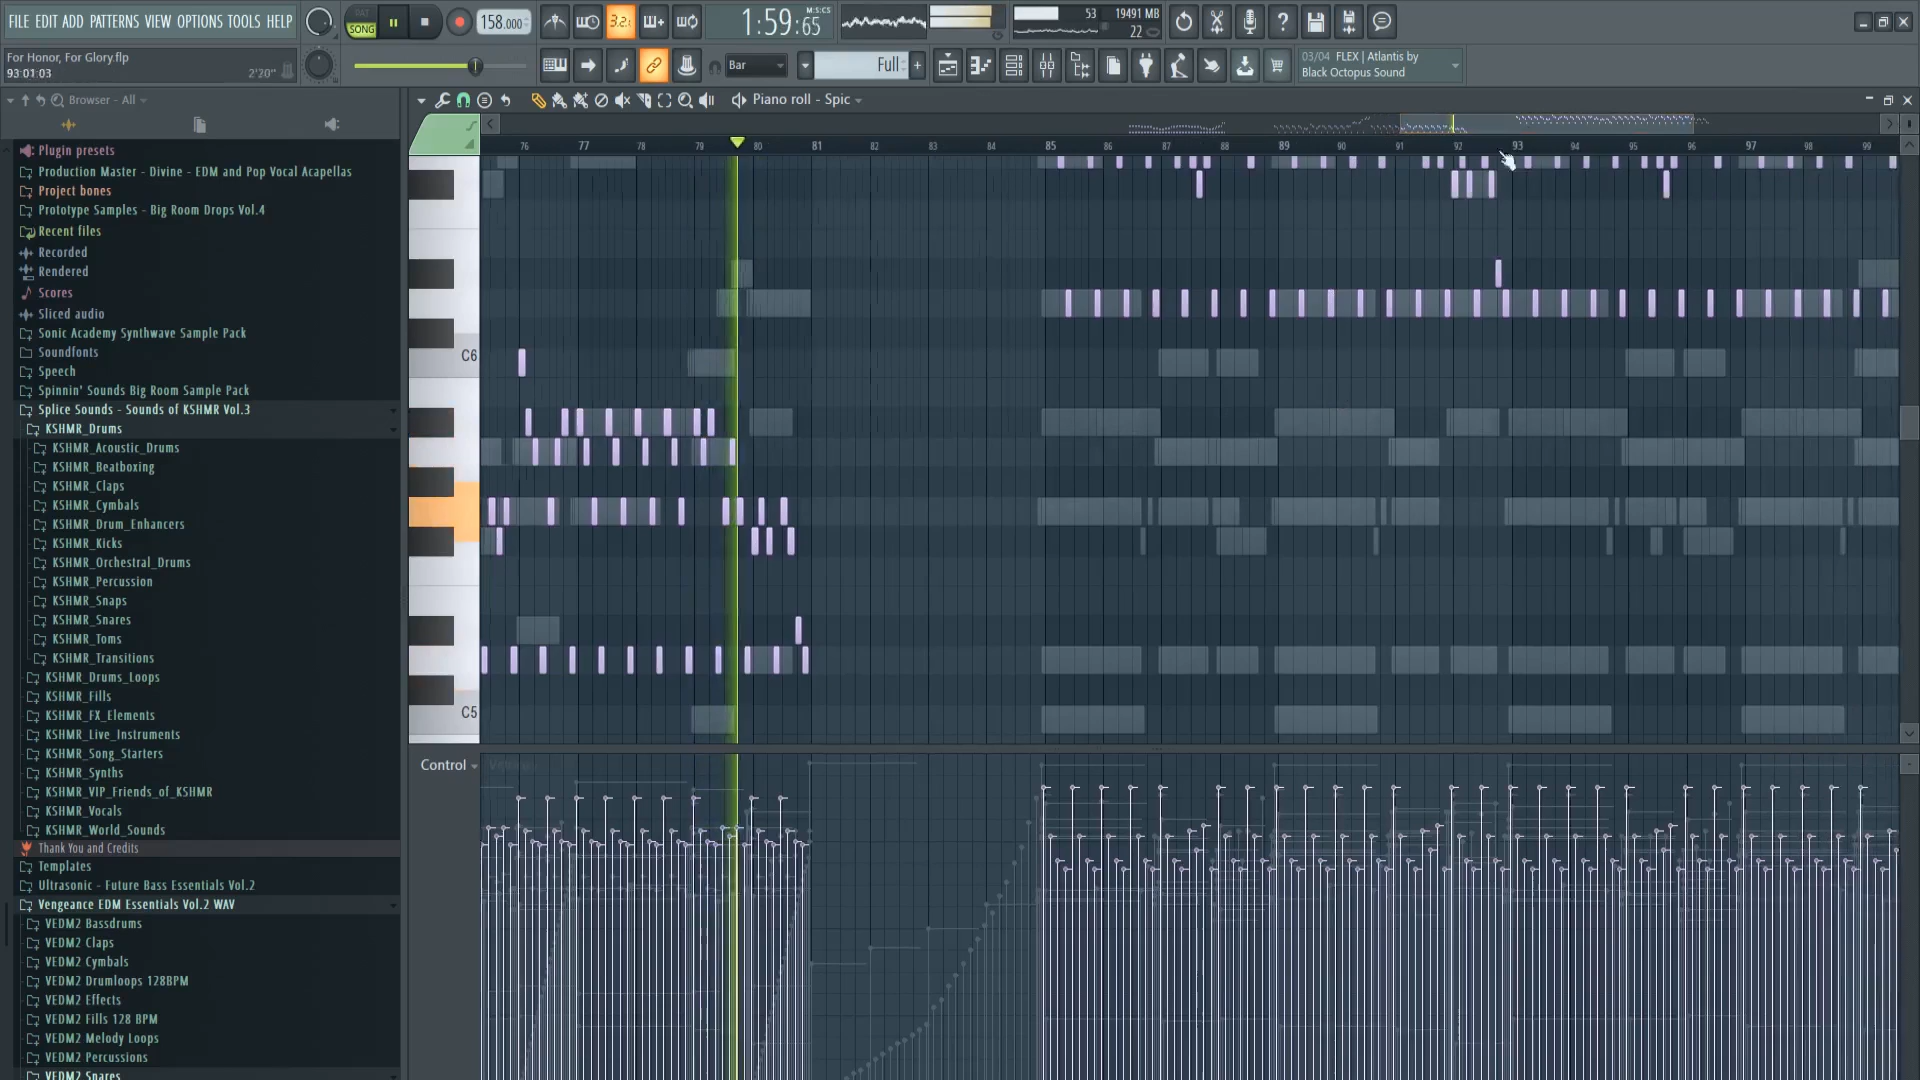 FILE EDIT ADD PATTERNS VIEW OPTIONS TOOLS HELP
PAT
SONG
158.000
3.2:
1:59:65
M:S:CS
53
19491 MB
22
For Honor, For Glory.flp
93:01:03
2'20"
Bar
Full
03/04 FLEX | Atlantis by
Black Octopus Sound
Browser - All
Piano roll - Spic
76 77 78 79 80 81 82 83 84 85 86 87 88 89 90 91 92 93 94 95 96 97 98 99
Plugin presets
Production Master - Divine - EDM and Pop Vocal Acapellas
Project bones
Prototype Samples - Big Room Drops Vol.4
Recent files
Recorded
Rendered
Scores
Sliced audio
Sonic Academy Synthwave Sample Pack
Soundfonts
Speech
Spinnin' Sounds Big Room Sample Pack
Splice Sounds - Sounds of KSHMR Vol.3
KSHMR_Drums
KSHMR_Acoustic_Drums
KSHMR_Beatboxing
KSHMR_Claps
KSHMR_Cymbals
KSHMR_Drum_Enhancers
KSHMR_Kicks
KSHMR_Orchestral_Drums
KSHMR_Percussion
KSHMR_Snaps
KSHMR_Snares
KSHMR_Toms
KSHMR_Transitions
KSHMR_Drums_Loops
KSHMR_Fills
KSHMR_FX_Elements
KSHMR_Live_Instruments
KSHMR_Song_Starters
KSHMR_Synths
KSHMR_VIP_Friends_of_KSHMR
KSHMR_Vocals
KSHMR_World_Sounds
Thank You and Credits
Templates
Ultrasonic - Future Bass Essentials Vol.2
Vengeance EDM Essentials Vol.2 WAV
VEDM2 Bassdrums
VEDM2 Claps
VEDM2 Cymbals
VEDM2 Drumloops 128BPM
VEDM2 Effects
VEDM2 Fills 128 BPM
VEDM2 Melody Loops
VEDM2 Percussions
VEDM2 Snares
C6
C5
Control